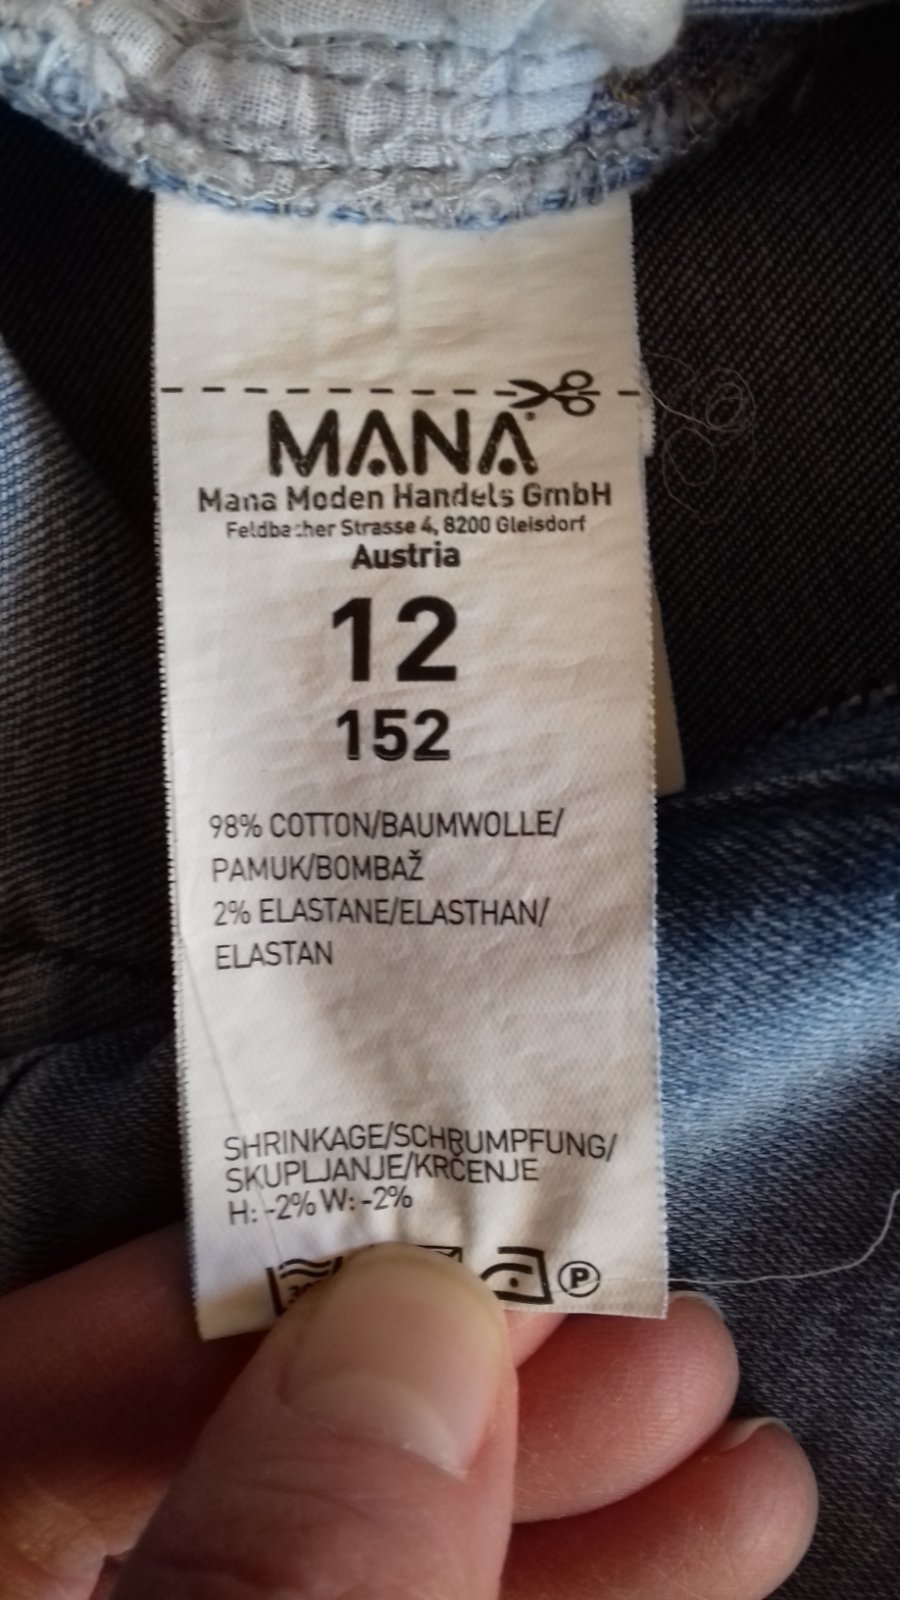 MANA
Mana Moden Handels GmbH
Feldbacher Strasse 4, 8200 Gleisdorf
Austria
12
152
98% COTTON/BAUMWOLLE/
PAMUK/BOMBAŽ
2% ELASTANE/ELASTHAN/
ELASTAN
SHRINKAGE/SCHRUMPFUNG/
SKUPLJANJE/KRČENJE
H: -2% W: -2%
P